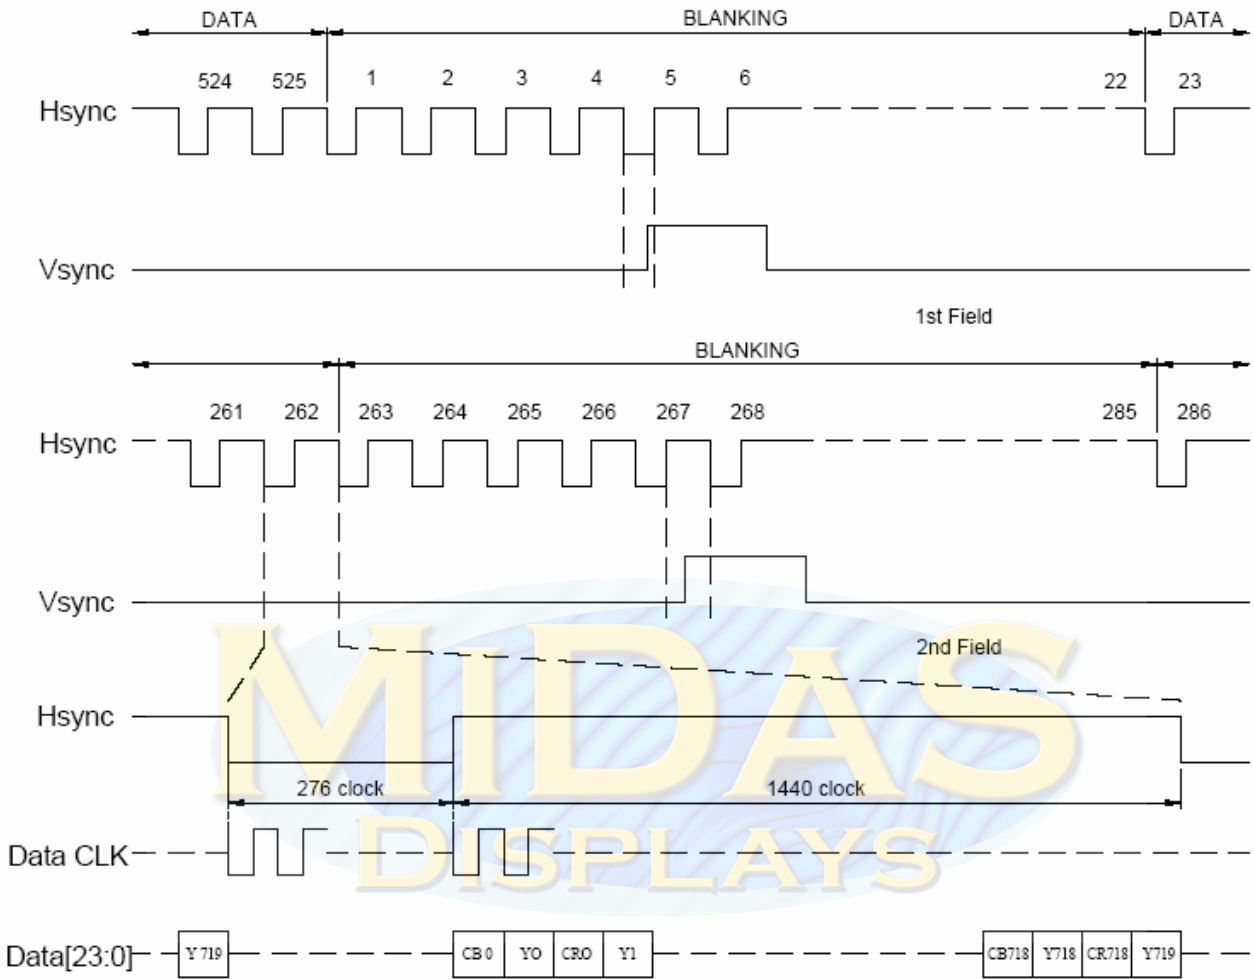 DATA BLANKING DATA
524 525 1 2 3 4 5 6 22 23
Hsync
Vsync
1st Field
BLANKING
261 262 263 264 265 266 267 268 285 286
Hsync
Vsync
2nd Field
Hsync
276 clock 1440 clock
Data CLK
Data[23:0] Y719 CB0 Y0 CR0 Y1 CB718 Y718 CR718 Y719
MIDAS
DISPLAYS